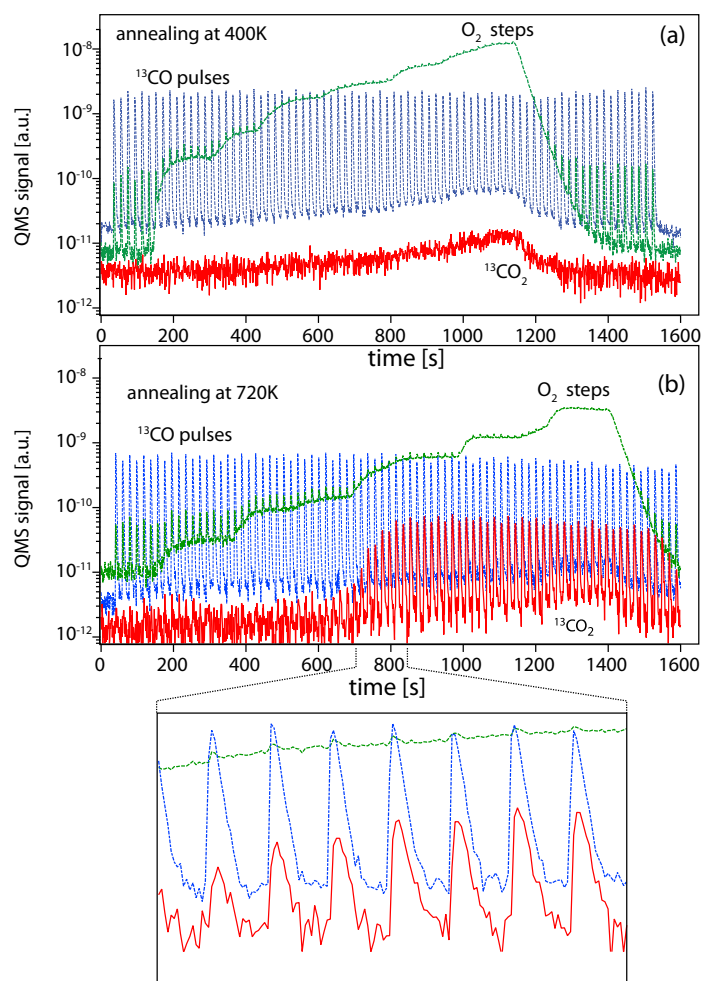 annealing at 400K
O₂ steps
(a)
¹³CO pulses
10⁻⁸
10⁻⁹
10⁻¹⁰
10⁻¹¹
10⁻¹²
QMS signal [a.u.]
¹³CO₂
0 200 400 600 800 1000 1200 1400 1600
time [s]
annealing at 720K
O₂ steps
(b)
¹³CO pulses
10⁻⁸
10⁻⁹
10⁻¹⁰
10⁻¹¹
10⁻¹²
QMS signal [a.u.]
¹³CO₂
0 200 400 600 800 1000 1200 1400 1600
time [s]